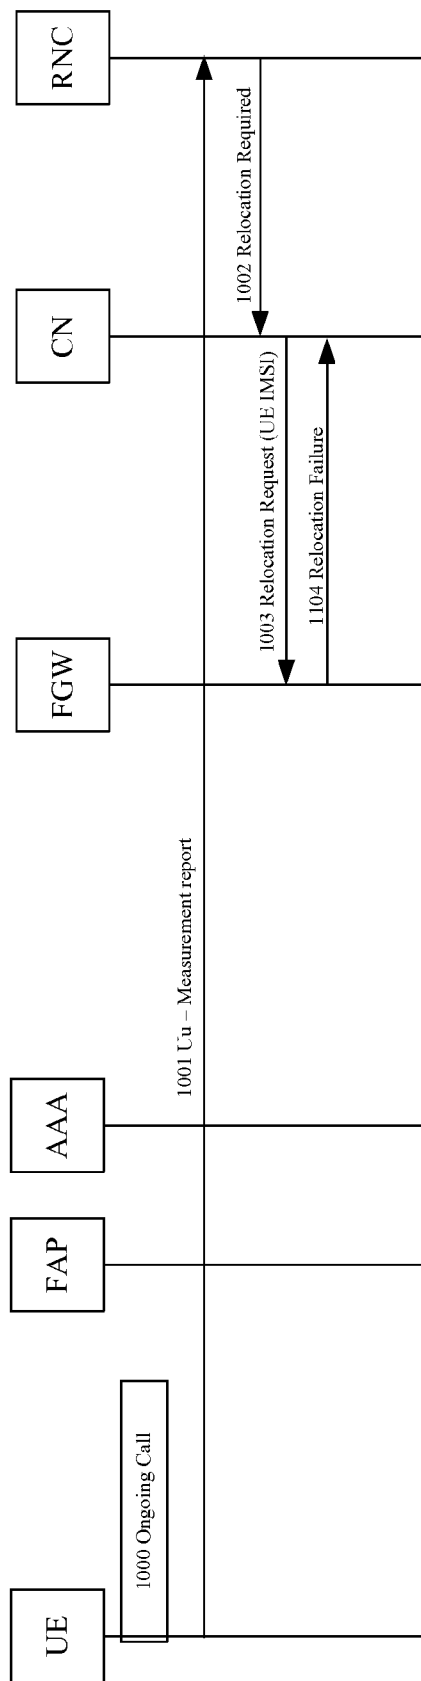 UE
FAP
AAA
FGW
CN
RNC
1000 Ongoing Call
1001 Uu – Measurement report
1002 Relocation Required
1003 Relocation Request (UE IMSI)
1104 Relocation Failure